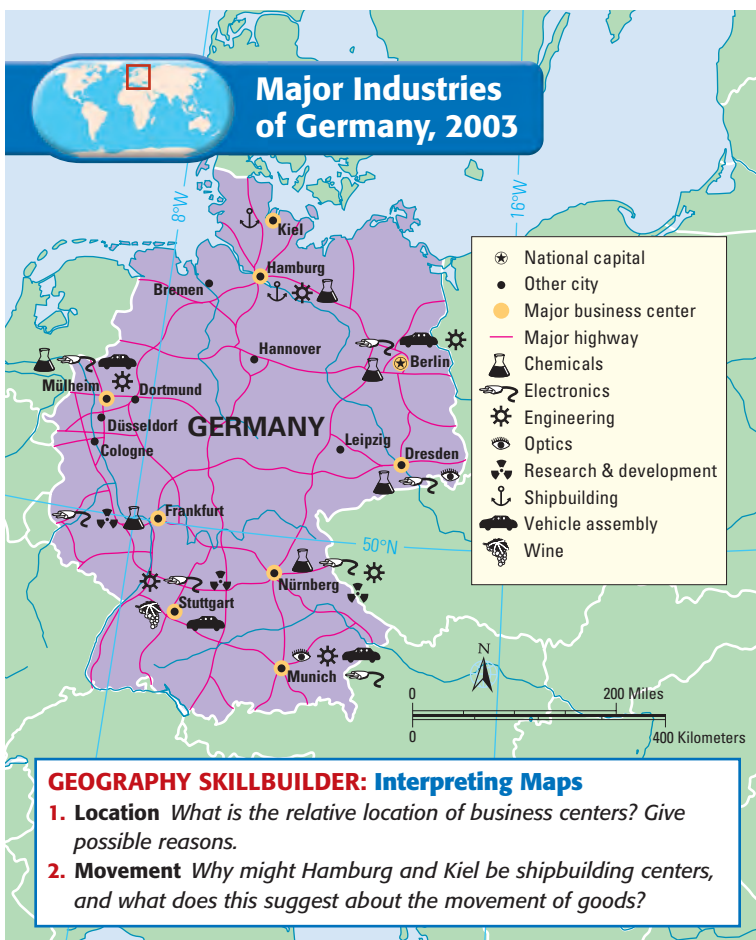 Major Industries
of Germany, 2003
8°W
16°W
Kiel
Hamburg
Bremen
Hannover
Berlin
Mülheim
Dortmund
Düsseldorf
GERMANY
Cologne
Leipzig
Dresden
Frankfurt
50°N
Nürnberg
Stuttgart
Munich
National capital
Other city
Major business center
Major highway
Chemicals
Electronics
Engineering
Optics
Research & development
Shipbuilding
Vehicle assembly
Wine
N
0
200 Miles
0
400 Kilometers
GEOGRAPHY SKILLBUILDER: Interpreting Maps
1. Location What is the relative location of business centers? Give
possible reasons.
2. Movement Why might Hamburg and Kiel be shipbuilding centers,
and what does this suggest about the movement of goods?